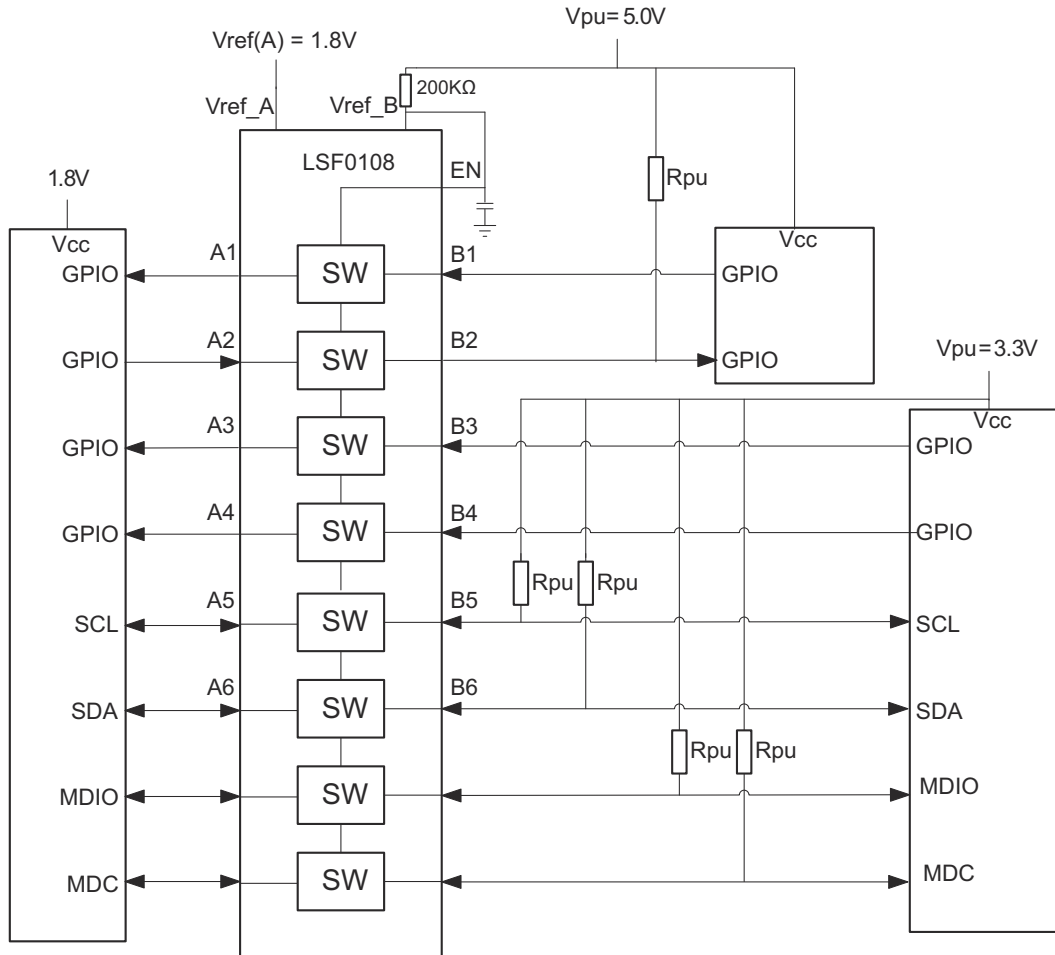 Vpu=5.0V
Vref(A) = 1.8V
200KΩ
Vref_A
Vref_B
LSF0108
EN
1.8V
Rpu
Vcc
Vcc
GPIO
A1
SW
B1
GPIO
GPIO
A2
SW
B2
GPIO
Vpu=3.3V
Vcc
GPIO
A3
SW
B3
GPIO
GPIO
A4
SW
B4
GPIO
Rpu
Rpu
SCL
A5
SW
B5
SCL
SDA
A6
SW
B6
SDA
Rpu
Rpu
MDIO
SW
MDIO
MDC
SW
MDC